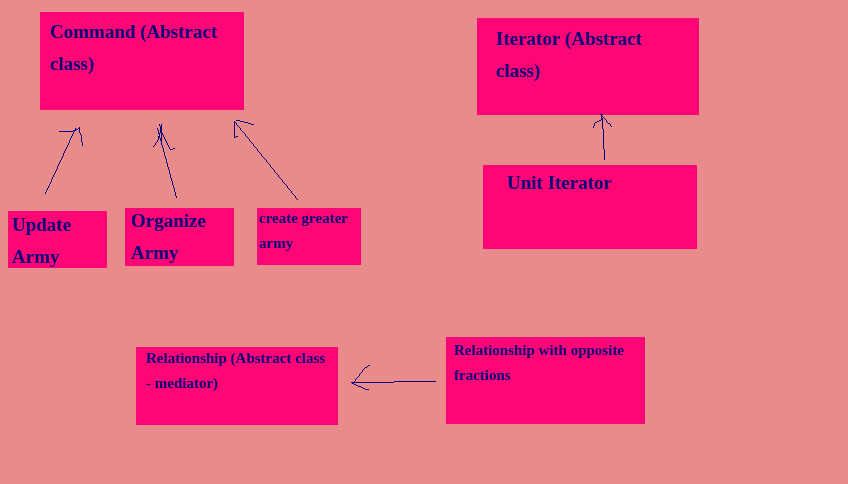 Command (Abstract
class)
Iterator (Abstract
class)
Update
Army
Organize
Army
create greater
army
Unit Iterator
Relationship (Abstract class
- mediator)
Relationship with opposite
fractions